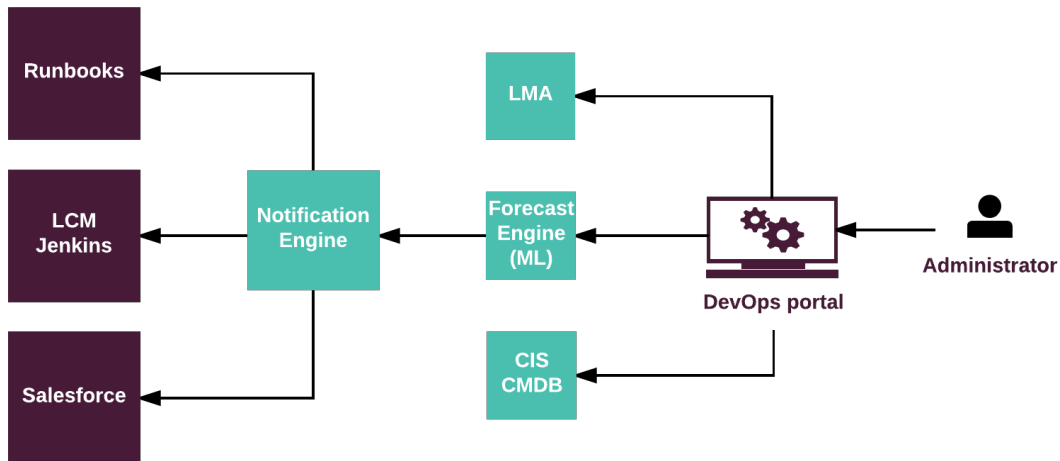 Runbooks
LMA
LCM
Jenkins
Notification
Engine
Forecast
Engine
(ML)
Administrator
DevOps portal
Salesforce
CIS
CMDB